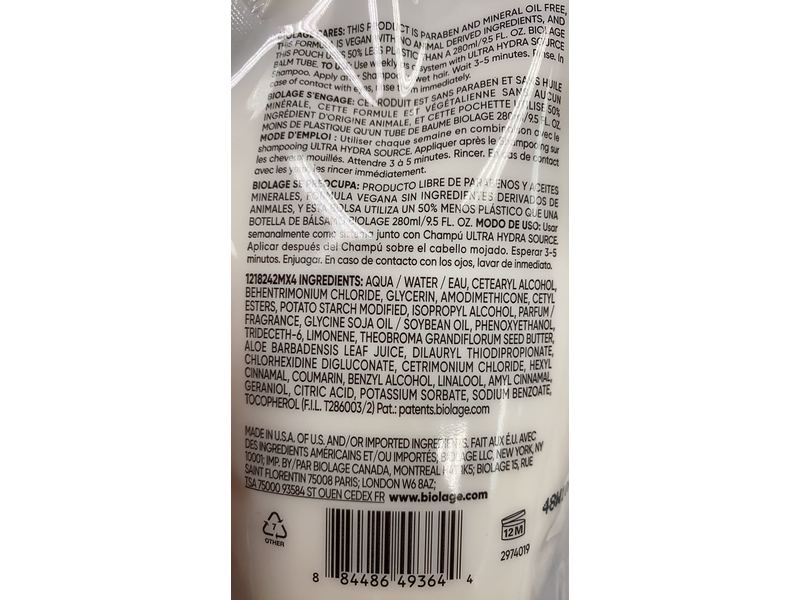 BIOLAGE CARES: THIS PRODUCT IS PARABEN AND MINERAL OIL FREE,
THIS FORMULA IS VEGAN WITH NO ANIMAL DERIVED INGREDIENTS, AND
THIS POUCH USES 50% LESS PLASTIC THAN A 280ml/9.5 FL. OZ. BIOLAGE
BALM TUBE. TO USE: Use weekly as a system with ULTRA HYDRA SOURCE
Shampoo. Apply after Shampoo wet hair. Wait 3-5 minutes. Rinse. In
case of contact with eyes, rinse immediately.
BIOLAGE S'ENGAGE: CE PRODUIT EST SANS PARABEN ET SANS HUILE
MINÉRALE, CETTE FORMULE EST VÉGÉTALIENNE SANS AUCUN
INGRÉDIENT D'ORIGINE ANIMALE, ET CETTE POCHETTE UTILISE 50%
MOINS DE PLASTIQUE QU'UN TUBE DE BAUME BIOLAGE 280ml/9.5 FL. OZ.
MODE D'EMPLOI : Utiliser chaque semaine en combinaison avec le
shampooing ULTRA HYDRA SOURCE. Appliquer après le shampooing sur
les cheveux mouillés. Attendre 3 à 5 minutes. Rincer. En cas de contact
avec les yeux, les rincer immédiatement.
BIOLAGE SE PREOCUPA: PRODUCTO LIBRE DE PARABENOS Y ACEITES
MINERALES, FORMULA VEGANA SIN INGREDIENTES DERIVADOS DE
ANIMALES, Y ESTA BOLSA UTILIZA UN 50% MENOS PLÁSTICO QUE UNA
BOTELLA DE BÁLSAMO BIOLAGE 280ml/9.5 FL. OZ. MODO DE USO: Usar
semanalmente como sistema junto con Champú ULTRA HYDRA SOURCE.
Aplicar después del Champú sobre el cabello mojado. Esperar 3-5
minutos. Enjuagar. En caso de contacto con los ojos, lavar de inmediato.
1218242MX4 INGREDIENTS: AQUA / WATER / EAU, CETEARYL ALCOHOL,
BEHENTRIMONIUM CHLORIDE, GLYCERIN, AMODIMETHICONE, CETYL
ESTERS, POTATO STARCH MODIFIED, ISOPROPYL ALCOHOL, PARFUM /
FRAGRANCE, GLYCINE SOJA OIL / SOYBEAN OIL, PHENOXYETHANOL,
TRIDECETH-6, LIMONENE, THEOBROMA GRANDIFLORUM SEED BUTTER,
ALOE BARBADENSIS LEAF JUICE, DILAURYL THIODIPROPIONATE,
CHLORHEXIDINE DIGLUCONATE, CETRIMONIUM CHLORIDE, HEXYL
CINNAMAL, COUMARIN, BENZYL ALCOHOL, LINALOOL, AMYL CINNAMAL,
GERANIOL, CITRIC ACID, POTASSIUM SORBATE, SODIUM BENZOATE,
TOCOPHEROL (F.I.L. T286003/2) Pat.: patents.biolage.com
MADE IN U.S.A. OF U.S. AND/OR IMPORTED INGREDIENTS. FAIT AUX É.U. AVEC
DES INGRÉDIENTS AMÉRICAINS ET/OU IMPORTÉS, BIOLAGE LLC, NEW YORK, NY
10001; IMP. BY/PAR BIOLAGE CANADA, MONTREAL H4T 1K5; BIOLAGE 15, RUE
SAINT FLORENTIN 75008 PARIS; LONDON W6 8AZ;
TSA 75000 93584 ST OUEN CEDEX FR www.biolage.com
7
OTHER
12M
2974019
8 84486 49364 4